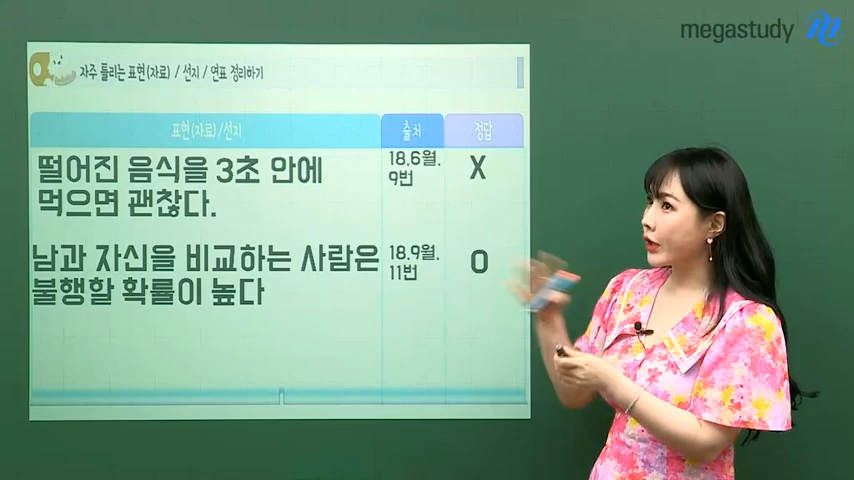 megastudy
자주 틀리는 표현(자료) / 선지 / 연표 정리하기
표현(자료)/선지 출처 정답
떨어진 음식을 3초 안에
먹으면 괜찮다.
18.6월.
9번
X
남과 자신을 비교하는 사람은
불행할 확률이 높다
18.9월.
11번
O